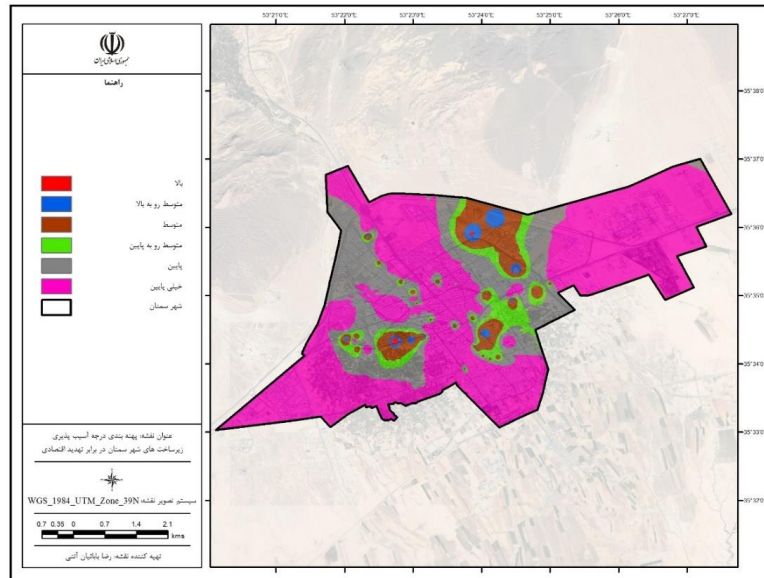 جمهوری اسلامی ایران
راهنما
بالا
متوسط رو به بالا
متوسط
متوسط رو به پایین
پایین
خیلی پایین
شهر سمنان
عنوان نقشه: پهنه بندی درجه آسیب پذیری
زیرساخت های شهر سمنان در برابر تهدید اقتصادی
سیستم تصویر نقشه: WGS_1984_UTM_Zone_39N
0.7 0.35 0 0.7 1.4 2.1
kms
تهیه کننده نقشه: رضا بابائیان آتنی
53°21'0"E 53°22'0"E 53°23'0"E 53°24'0"E 53°25'0"E 53°26'0"E 53°27'0"E
35°38'0
35°37'0
35°36'0
35°35'0
35°34'0
35°33'0
35°32'0